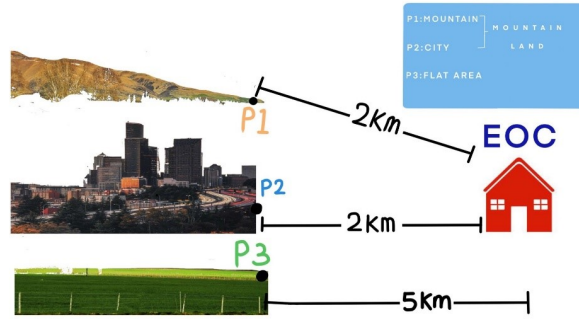 P1:MOUNTAIN
MOUNTAIN
P2:CITY
LAND
P3:FLAT AREA
P1
2Km
EOC
P2
2Km
P3
5Km